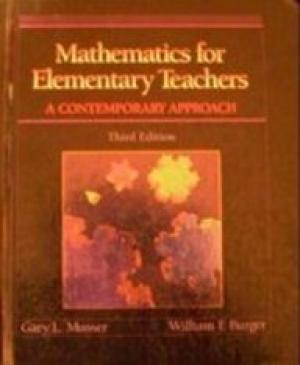 Mathematics for
Elementary Teachers
A CONTEMPORARY APPROACH
Third Edition
Gary L. Musser
William F. Burger